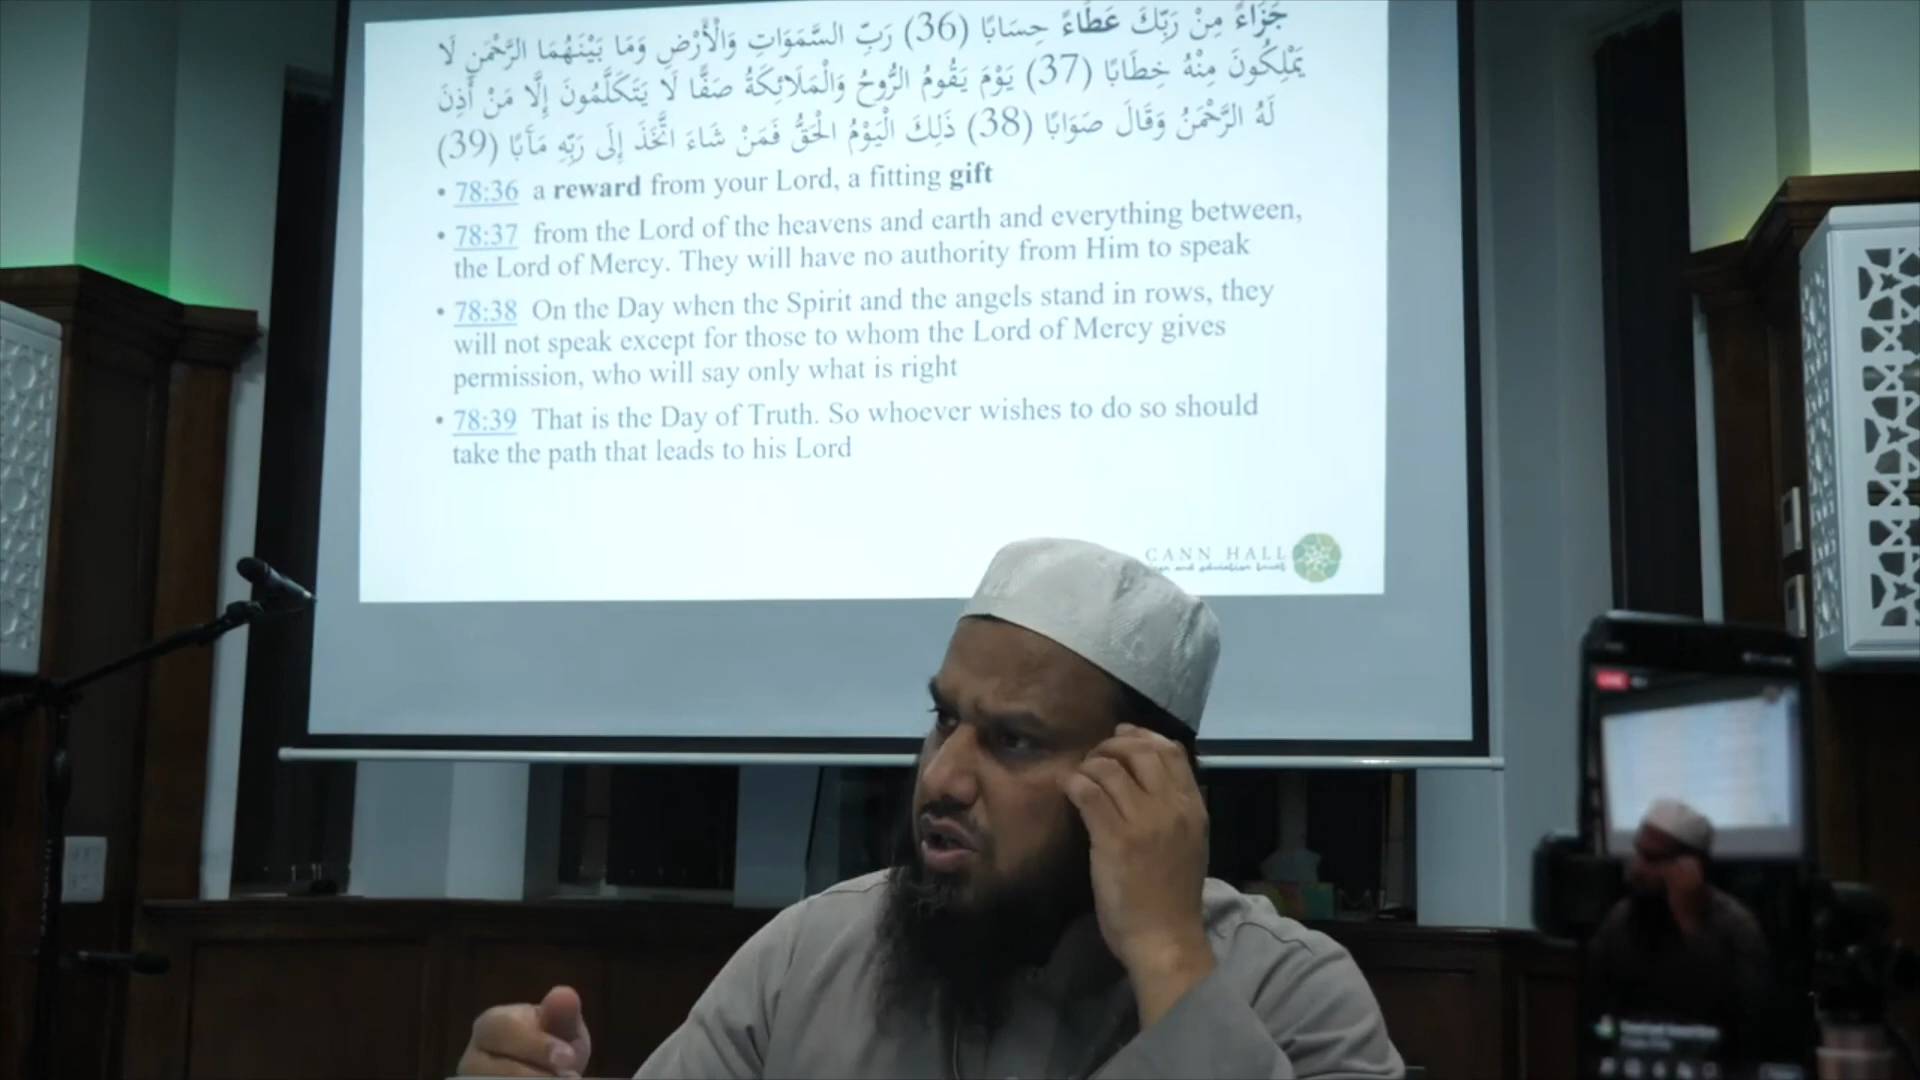 جَزَاءً مِنْ رَبِّكَ عَطَاءً حِسَابًا (36) رَبِّ السَّمَوَاتِ وَالْأَرْضِ وَمَا بَيْنَهُمَا الرَّحْمَنِ لَا
يَمْلِكُونَ مِنْهُ خِطَابًا (37) يَوْمَ يَقُومُ الرُّوحُ وَالْمَلَائِكَةُ صَفًّا لَا يَتَكَلَّمُونَ إِلَّا مَنْ أَذِنَ
لَهُ الرَّحْمَنُ وَقَالَ صَوَابًا (38) ذَلِكَ الْيَوْمُ الْحَقُّ فَمَنْ شَاءَ اتَّخَذَ إِلَى رَبِّهِ مَآبًا (39)
• 78:36 a reward from your Lord, a fitting gift
• 78:37 from the Lord of the heavens and earth and everything between,
the Lord of Mercy. They will have no authority from Him to speak
• 78:38 On the Day when the Spirit and the angels stand in rows, they
will not speak except for those to whom the Lord of Mercy gives
permission, who will say only what is right
• 78:39 That is the Day of Truth. So whoever wishes to do so should
take the path that leads to his Lord
CANN HALL
and education trust